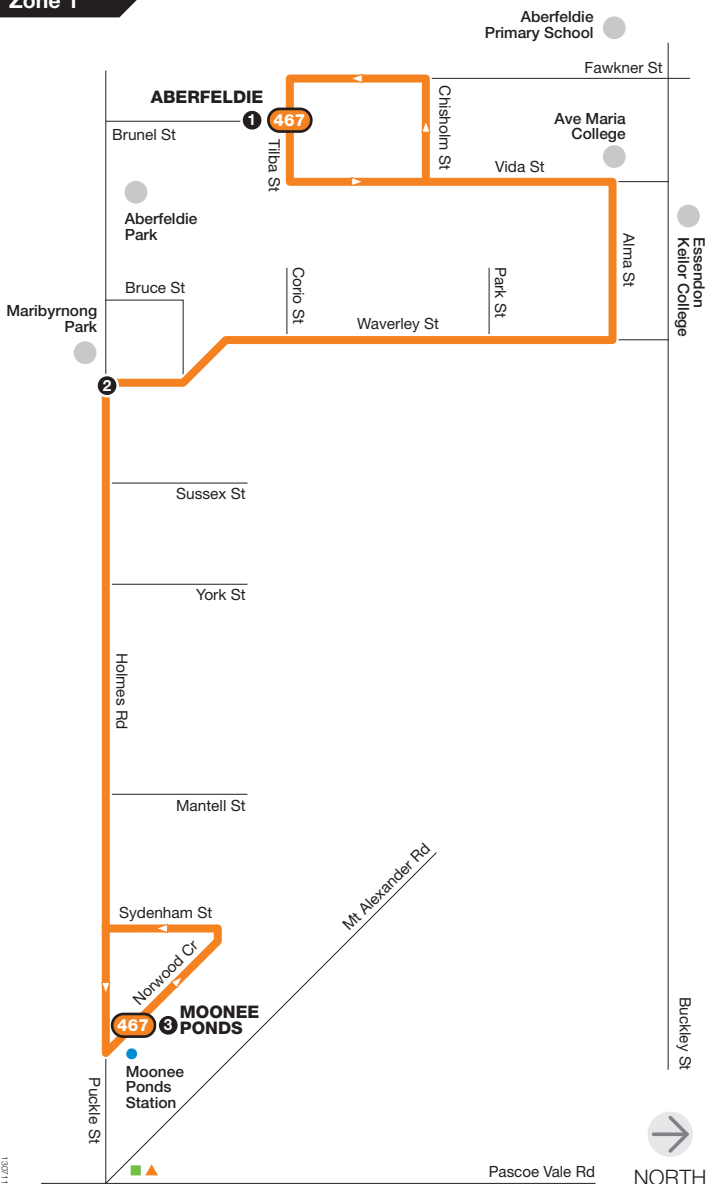 Zone 1
Aberfeldie
Primary School
Fawkner St
ABERFELDIE
1
467
Brunel St
Tilba St
Chisholm St
Ave Maria
College
Vida St
Aberfeldie
Park
Alma St
Essendon
Keilor College
Bruce St
Corio St
Park St
Maribyrnong
Park
Waverley St
2
Sussex St
York St
Holmes Rd
Mantell St
Mt Alexander Rd
Sydenham St
Norwood Cr
467
3
MOONEE
PONDS
Moonee
Ponds
Station
Puckle St
Buckley St
Pascoe Vale Rd
NORTH
130711